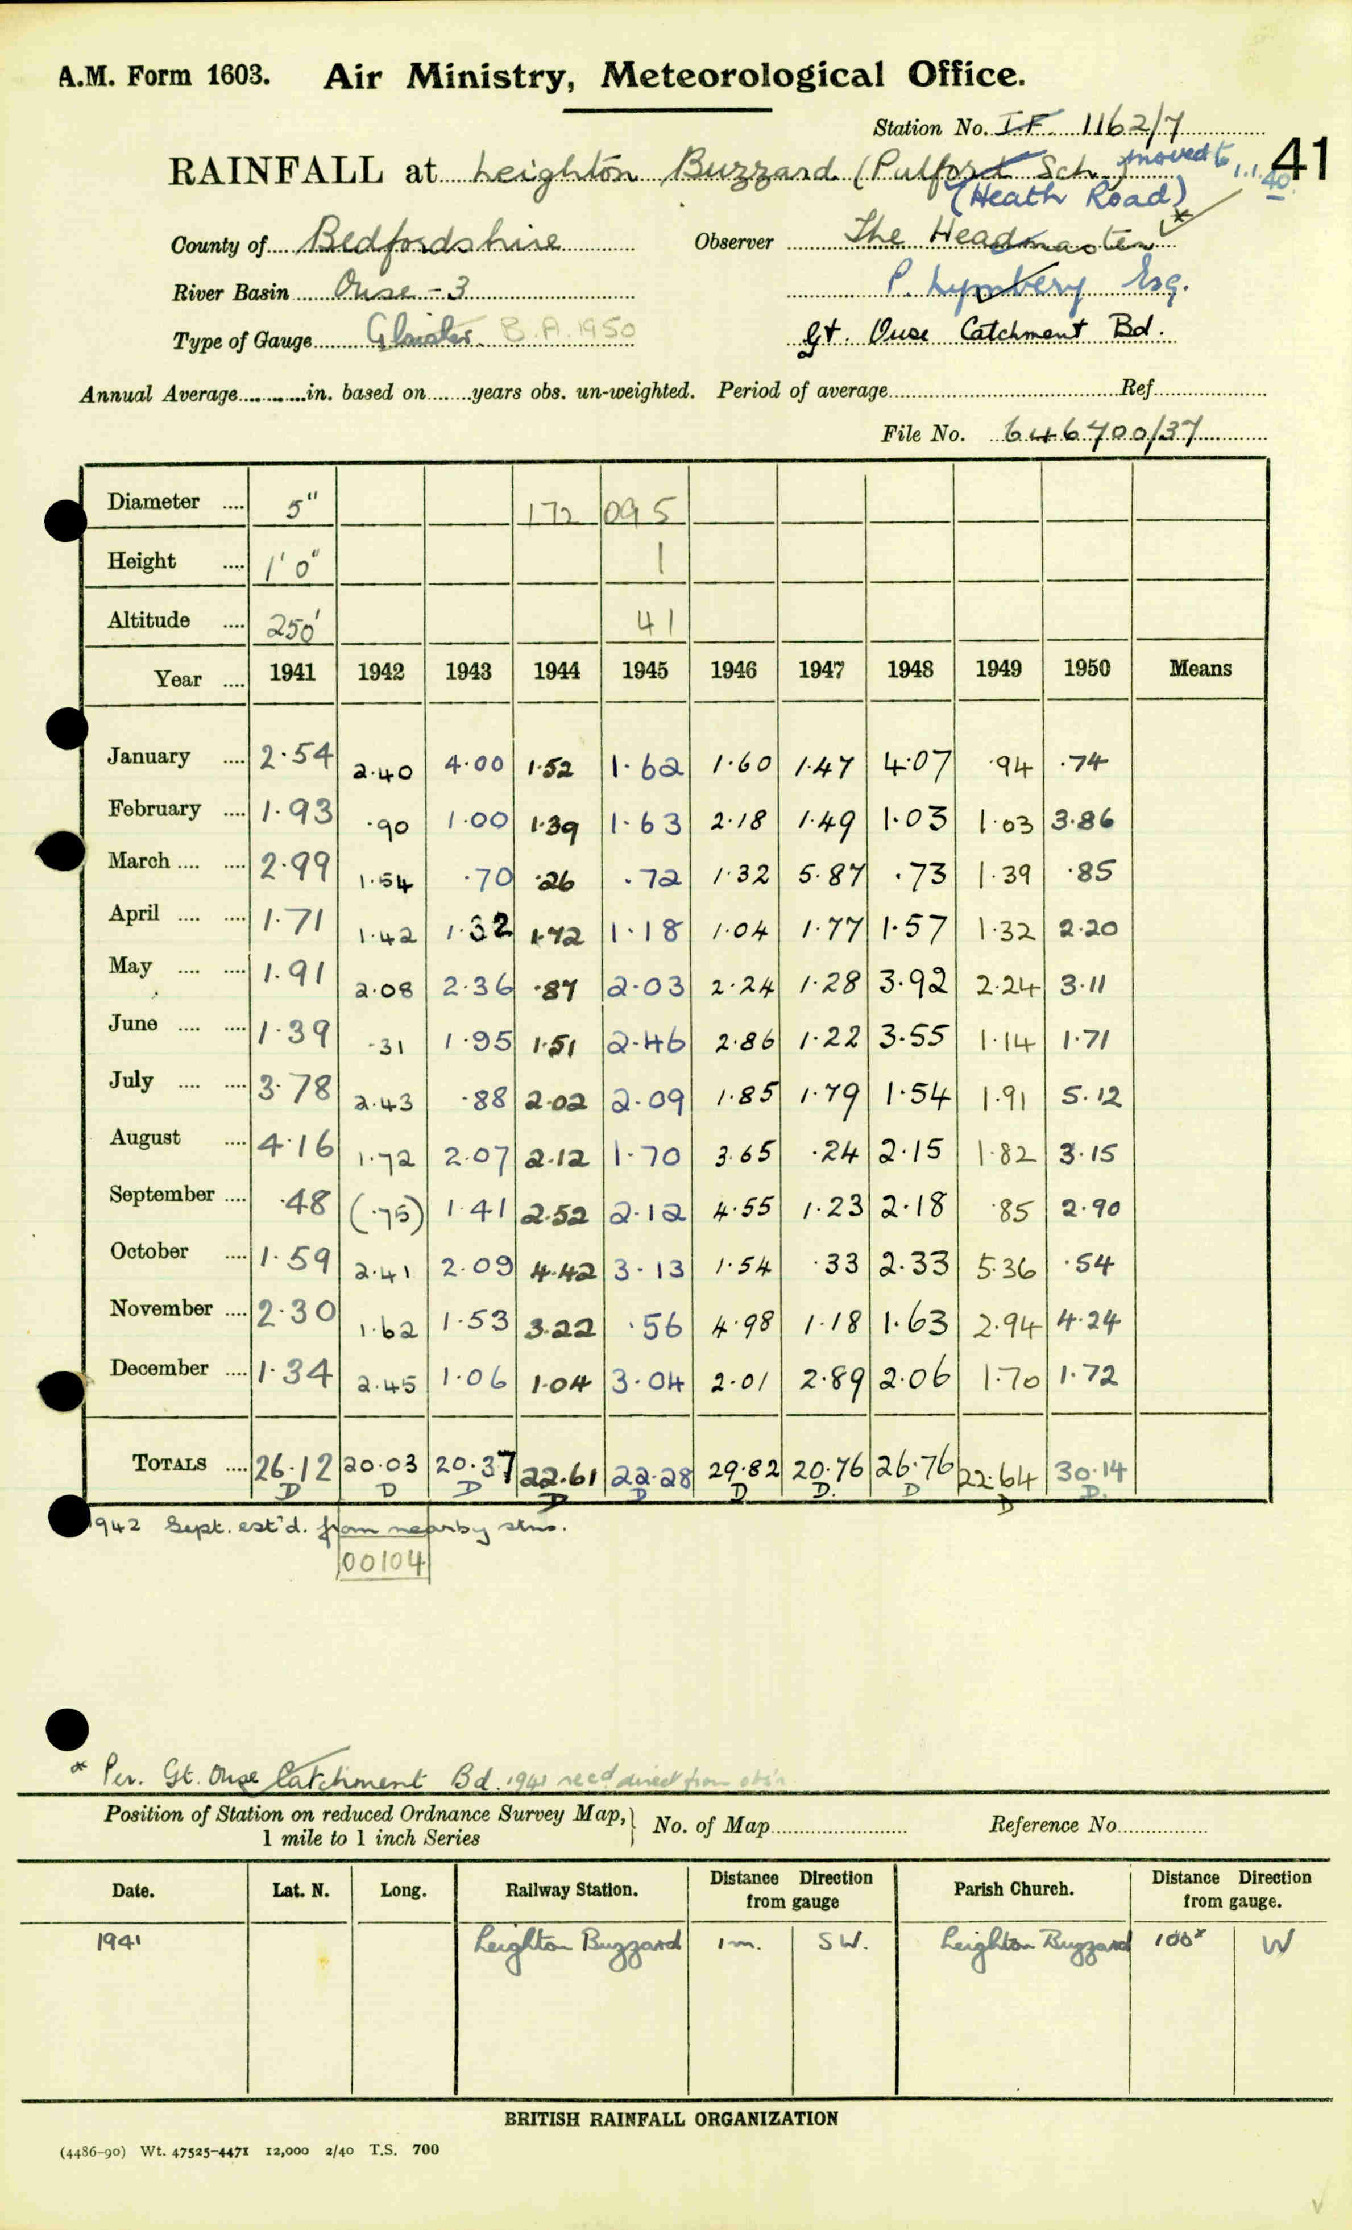 A.M. Form 1603. Air Ministry, Meteorological Office.
Station No. I F 1162/7
RAINFALL at Leighton Buzzard (Pulford Sch.) moved to 1.1.40. 41
(Heath Road)
County of Bedfordshire Observer The Headmaster *
River Basin Ouse - 3 P. Lymbery Esq.
Type of Gauge Glaisher B.A. 1950 Gt. Ouse Catchment Bd.
Annual Average in. based on years obs. un-weighted. Period of average Ref
File No. 646700/37
Diameter 5" 172 095
Height 1' 0" 1
Altitude 250' 41
Year 1941 1942 1943 1944 1945 1946 1947 1948 1949 1950 Means
January 2.54 2.40 4.00 1.52 1.62 1.60 1.47 4.07 .94 .74
February 1.93 .90 1.00 1.39 1.63 2.18 1.49 1.03 1.03 3.86
March 2.99 1.54 .70 .26 .72 1.32 5.87 .73 1.39 .85
April 1.71 1.42 1.32 1.72 1.18 1.04 1.77 1.57 1.32 2.20
May 1.91 2.08 2.36 .87 2.03 2.24 1.28 3.92 2.24 3.11
June 1.39 .31 1.95 1.51 2.46 2.86 1.22 3.55 1.14 1.71
July 3.78 2.43 .88 2.02 2.09 1.85 1.79 1.54 1.91 5.12
August 4.16 1.72 2.07 2.12 1.70 3.65 .24 2.15 1.82 3.15
September .48 (.75) 1.41 2.52 2.12 4.55 1.23 2.18 .85 2.90
October 1.59 2.41 2.09 4.42 3.13 1.54 .33 2.33 5.36 .54
November 2.30 1.62 1.53 3.22 .56 4.98 1.18 1.63 2.94 4.24
December 1.34 2.45 1.06 1.04 3.04 2.01 2.89 2.06 1.70 1.72
TOTALS 26.12 20.03 20.37 22.61 22.28 29.82 20.76 26.76 22.64 30.14
D D D D D D D. D D D.
1942 Sept. est'd. from nearby stns.
00104
* Per. Gt. Ouse Catchment Bd. 1941 recd direct from obs'r
Position of Station on reduced Ordnance Survey Map, No. of Map Reference No.
1 mile to 1 inch Series
Date. Lat. N. Long. Railway Station. Distance from gauge Direction Parish Church. Distance from gauge. Direction
1941 Leighton Buzzard 1 m. SW. Leighton Buzzard 100x W
BRITISH RAINFALL ORGANIZATION
(4486-90) Wt. 47525-4471 12,000 2/40 T.S. 700